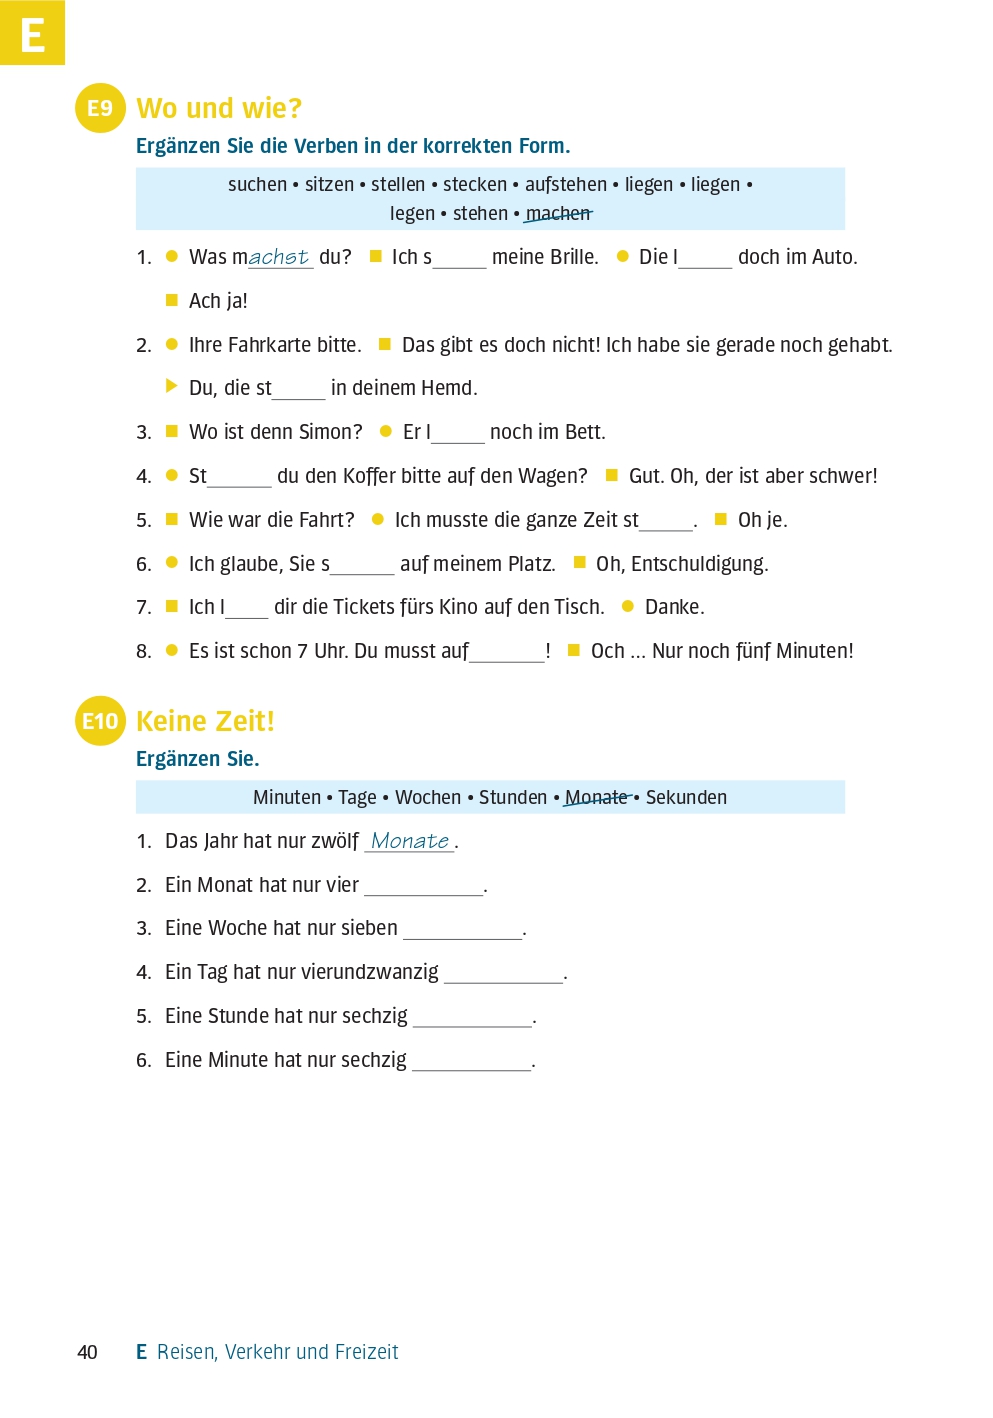 E
E9 Wo und wie?
Ergänzen Sie die Verben in der korrekten Form.
suchen • sitzen • stellen • stecken • aufstehen • liegen • liegen •
legen • stehen • machen
1. ● Was machst du? ■ Ich s_____ meine Brille. ● Die l_____ doch im Auto.
■ Ach ja!
2. ● Ihre Fahrkarte bitte. ■ Das gibt es doch nicht! Ich habe sie gerade noch gehabt.
▶ Du, die st_____ in deinem Hemd.
3. ■ Wo ist denn Simon? ● Er l_____ noch im Bett.
4. ● St______ du den Koffer bitte auf den Wagen? ■ Gut. Oh, der ist aber schwer!
5. ■ Wie war die Fahrt? ● Ich musste die ganze Zeit st_____. ■ Oh je.
6. ● Ich glaube, Sie s______ auf meinem Platz. ■ Oh, Entschuldigung.
7. ■ Ich l____ dir die Tickets fürs Kino auf den Tisch. ● Danke.
8. ● Es ist schon 7 Uhr. Du musst auf_______! ■ Och ... Nur noch fünf Minuten!
E10 Keine Zeit!
Ergänzen Sie.
Minuten • Tage • Wochen • Stunden • Monate • Sekunden
1. Das Jahr hat nur zwölf Monate.
2. Ein Monat hat nur vier ___________.
3. Eine Woche hat nur sieben ___________.
4. Ein Tag hat nur vierundzwanzig ___________.
5. Eine Stunde hat nur sechzig ___________.
6. Eine Minute hat nur sechzig ___________.
40 E Reisen, Verkehr und Freizeit